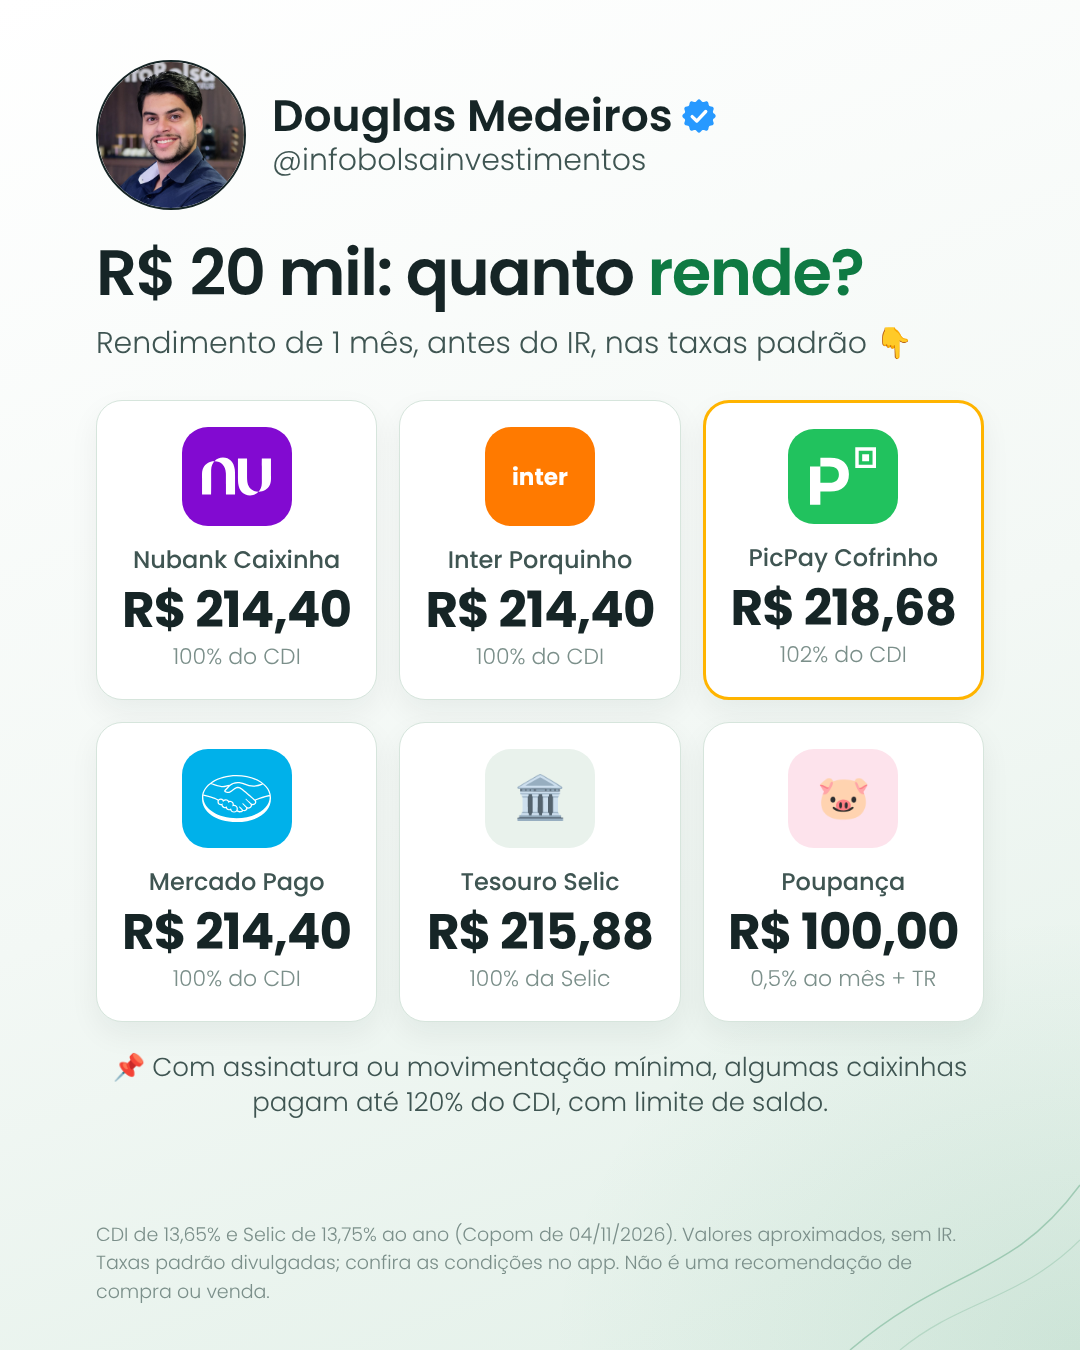 Douglas Medeiros
@infobolsainvestimentos
R$ 20 mil: quanto rende?
Rendimento de 1 mês, antes do IR, nas taxas padrão 👇
nu
Nubank Caixinha
R$ 214,40
100% do CDI
inter
Inter Porquinho
R$ 214,40
100% do CDI
P
PicPay Cofrinho
R$ 218,68
102% do CDI
Mercado Pago
R$ 214,40
100% do CDI
Tesouro Selic
R$ 215,88
100% da Selic
Poupança
R$ 100,00
0,5% ao mês + TR
📌 Com assinatura ou movimentação mínima, algumas caixinhas
pagam até 120% do CDI, com limite de saldo.
CDI de 13,65% e Selic de 13,75% ao ano (Copom de 04/11/2026). Valores aproximados, sem IR.
Taxas padrão divulgadas; confira as condições no app. Não é uma recomendação de
compra ou venda.